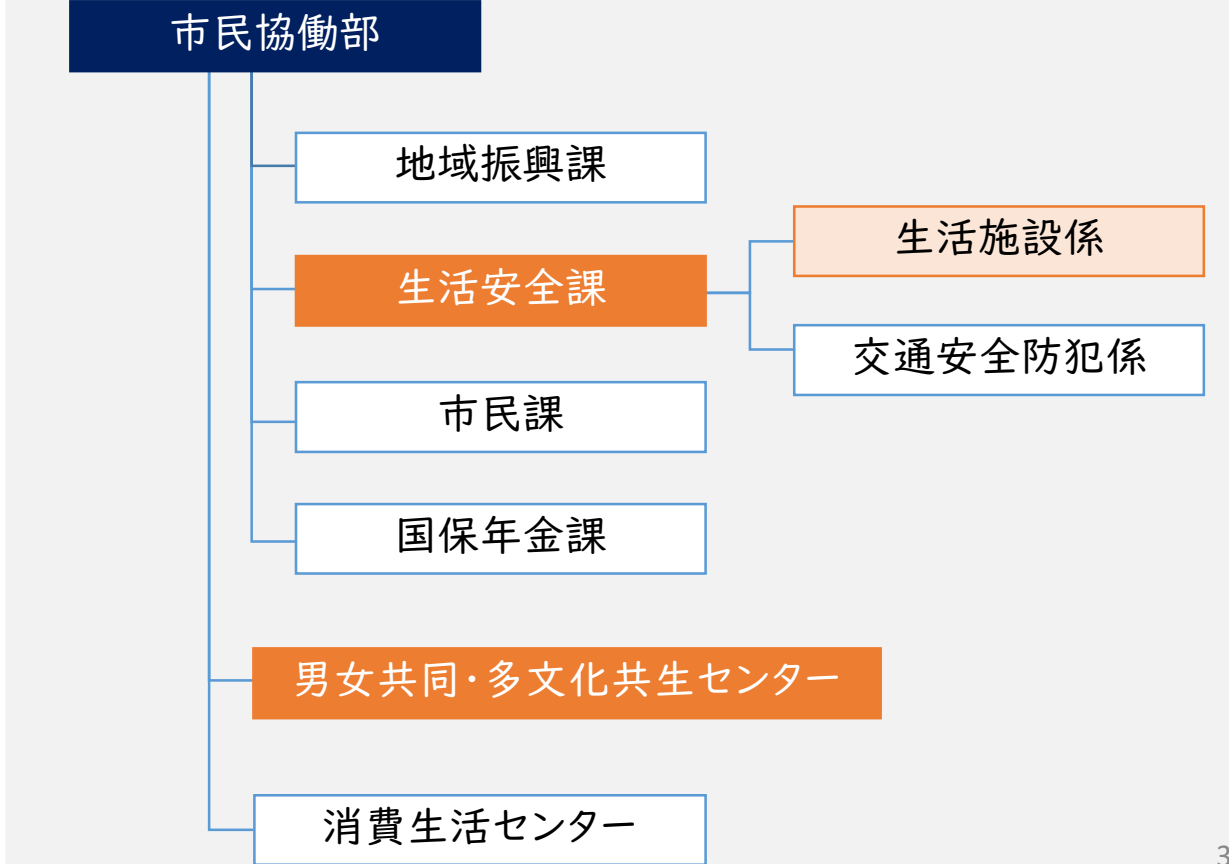 市民協働部
地域振興課
生活安全課
生活施設係
交通安全防犯係
市民課
国保年金課
男女共同・多文化共生センター
消費生活センター
3